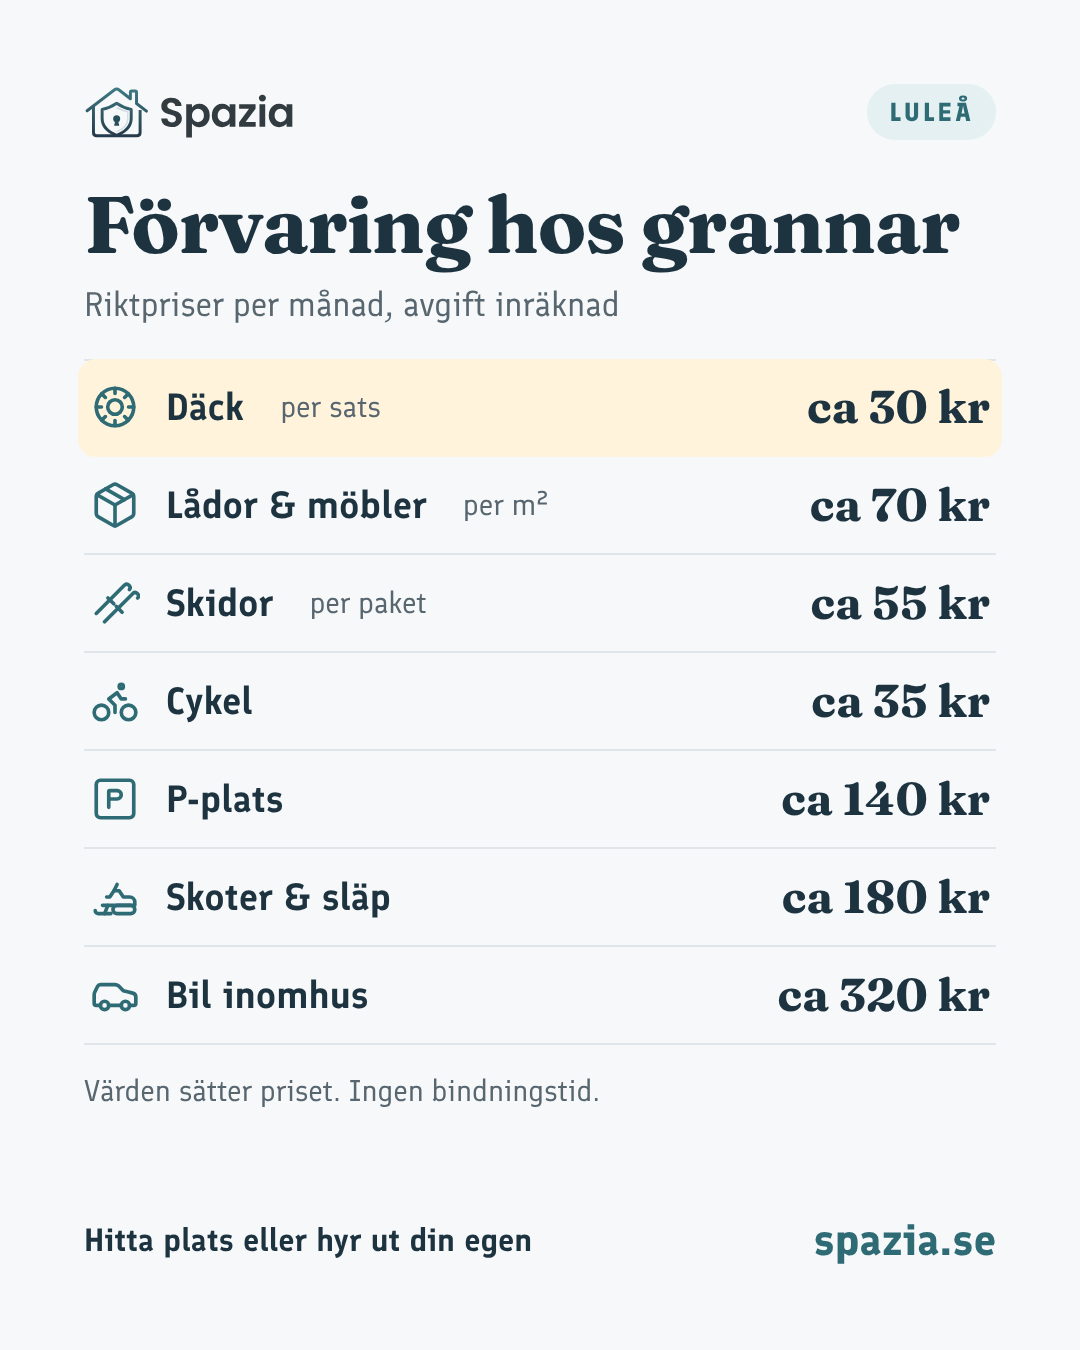 Spazia
LULEÅ
Förvaring hos grannar
Riktpriser per månad, avgift inräknad
Däck per sats ca 30 kr
Lådor & möbler per m² ca 70 kr
Skidor per paket ca 55 kr
Cykel ca 35 kr
P P-plats ca 140 kr
Skoter & släp ca 180 kr
Bil inomhus ca 320 kr
Värden sätter priset. Ingen bindningstid.
Hitta plats eller hyr ut din egen spazia.se